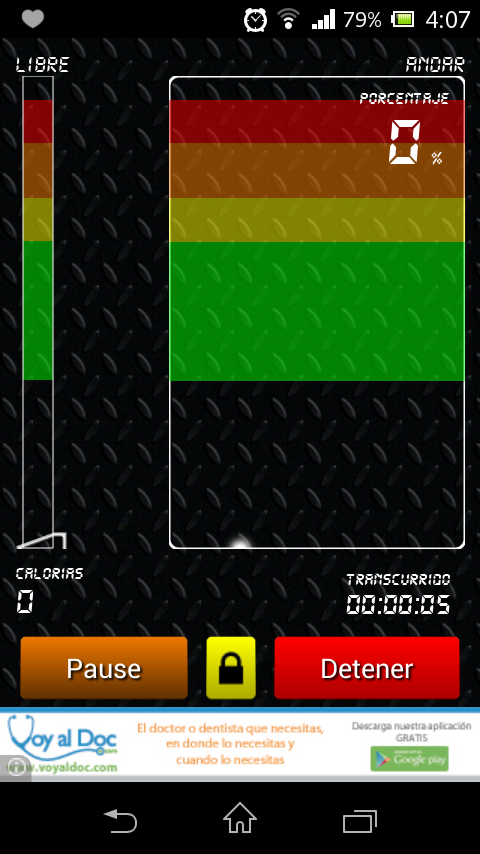 79% 4:07
LIBRE
ANDAR
PORCENTAJE
0 %
CALORIAS
0
TRANSCURRIDO
00:00:05
Pause
Detener
Voy al Doc
.com
www.voyaldoc.com
El doctor o dentista que necesitas,
en donde lo necesitas y
cuando lo necesitas
Descarga nuestra aplicación
GRATIS
Google play